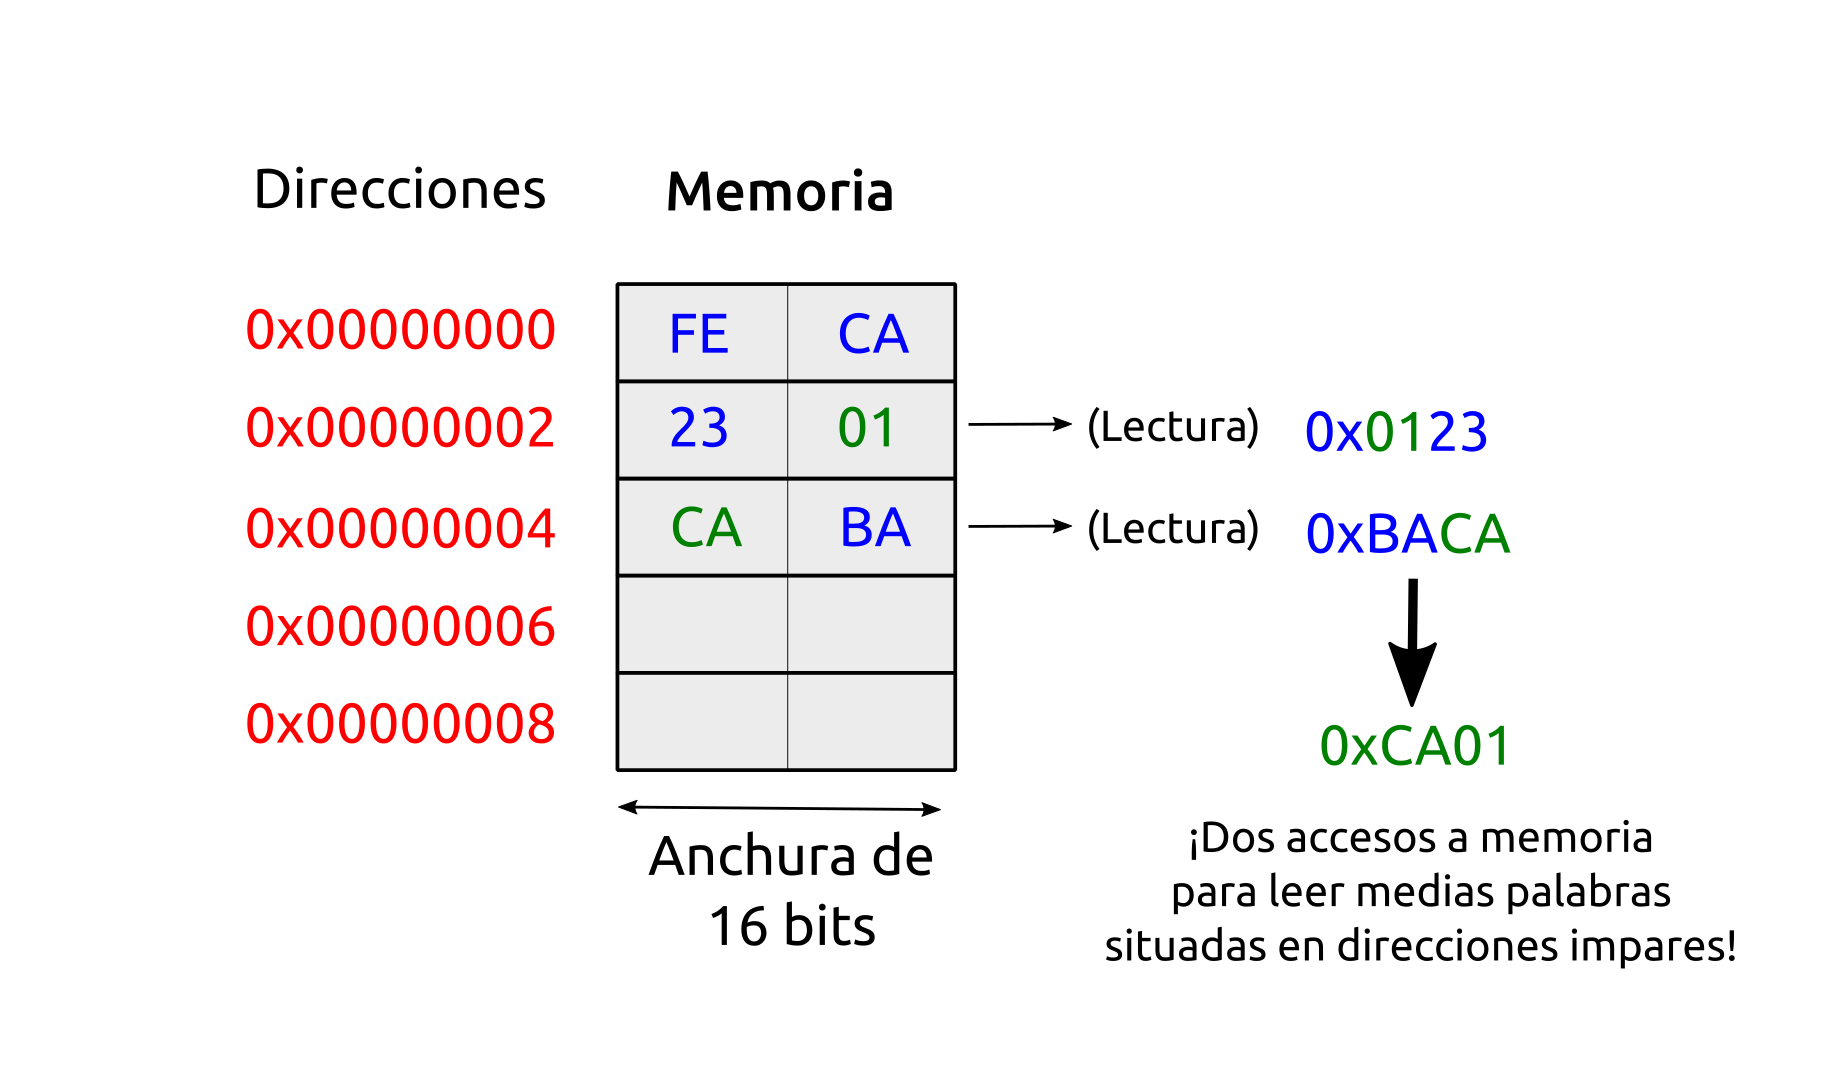 Direcciones Memoria
0x00000000 FE CA
0x00000002 23 01 (Lectura) 0x0123
0x00000004 CA BA (Lectura) 0xBACA
0x00000006
0x00000008
0xCA01
Anchura de
16 bits
¡Dos accesos a memoria
para leer medias palabras
situadas en direcciones impares!